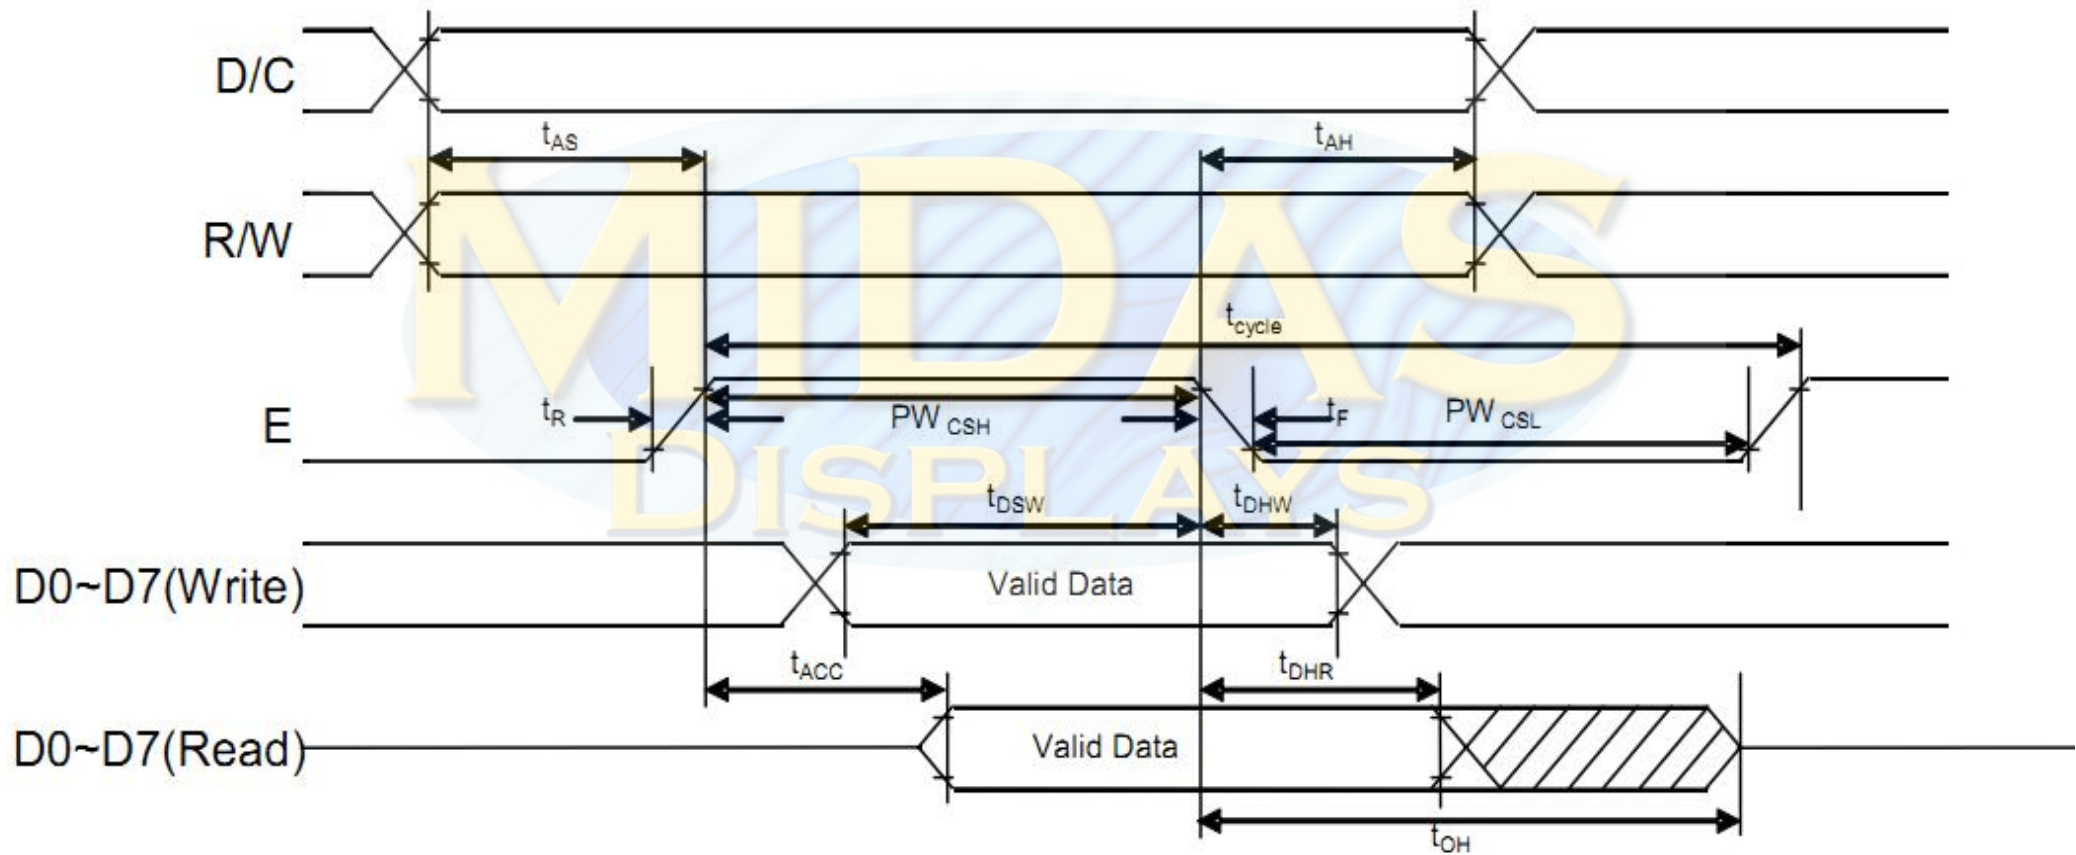 D/C
tAS
tAH
R/W
tcycle
E
tR
PW CSH
tF
PW CSL
tDSW
tDHW
D0~D7(Write)
Valid Data
tACC
tDHR
D0~D7(Read)
Valid Data
tOH
MIDAS
DISPLAYS